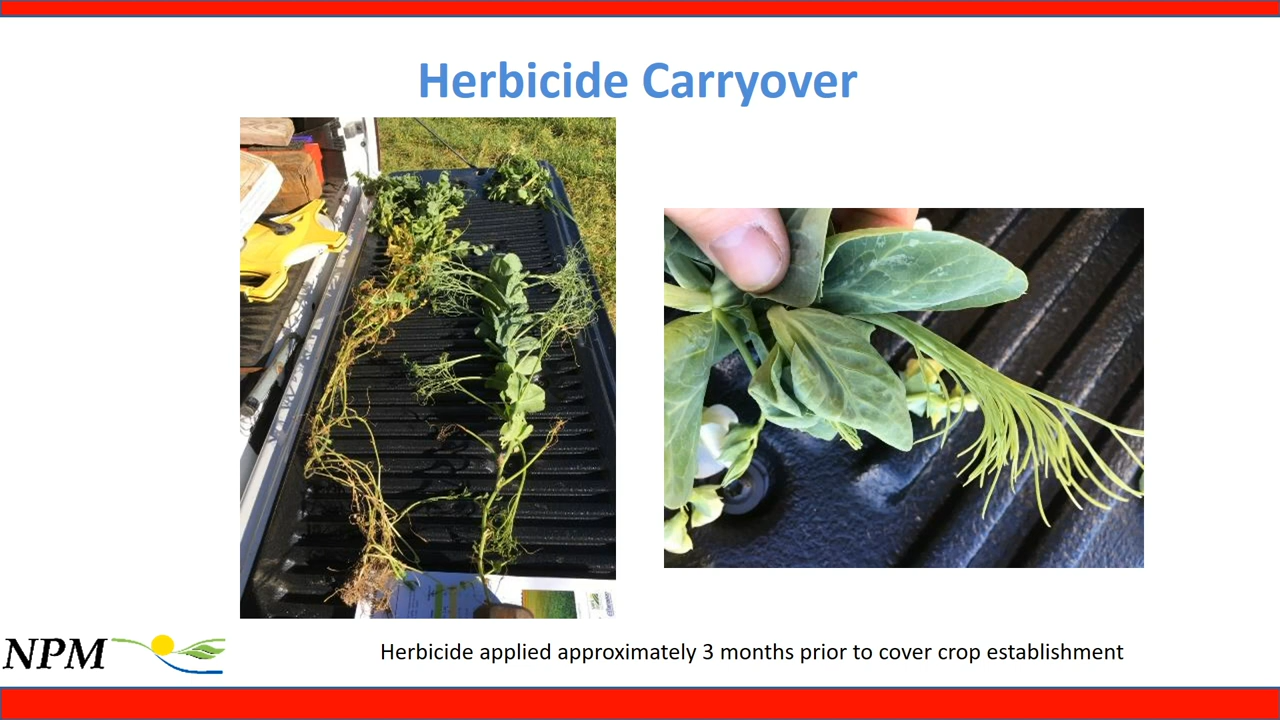 Herbicide Carryover
NPM
Herbicide applied approximately 3 months prior to cover crop establishment